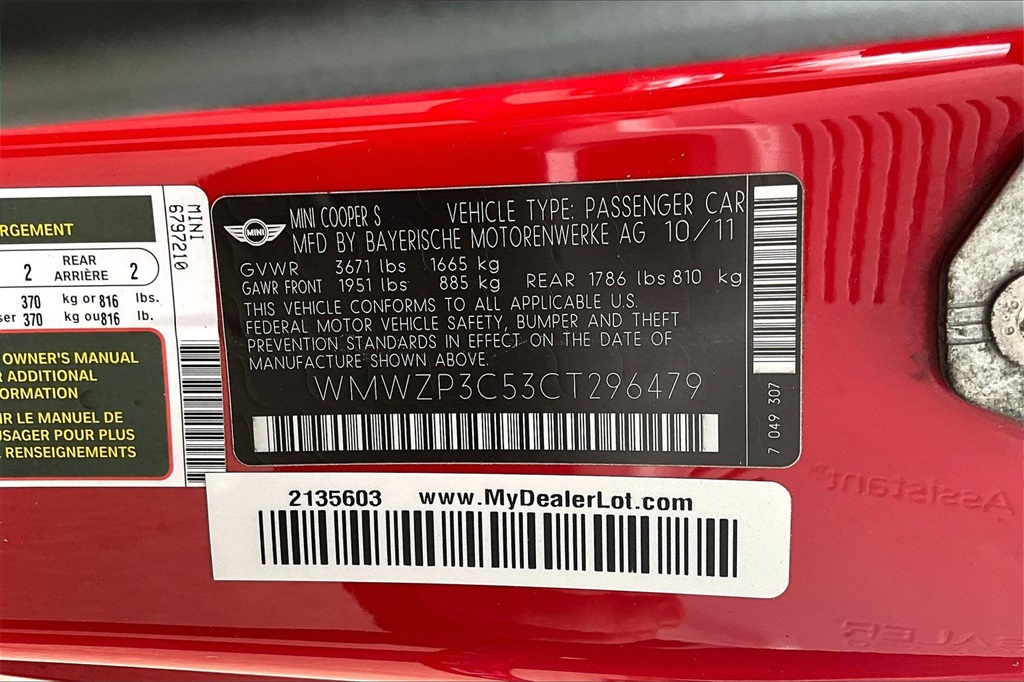 RGEMENT
2 REAR ARRIÈRE 2
370 kg or 816 lbs.
ser 370 kg ou 816 lb.
OWNER'S MANUAL
R ADDITIONAL
ORMATION
IR LE MANUEL DE
USAGER POUR PLUS
RENSEIGNEMENTS
MINI
6797210
MINI
MINI COOPER S VEHICLE TYPE: PASSENGER CAR
MFD BY BAYERISCHE MOTORENWERKE AG 10/11
GVWR 3671 lbs 1665 kg
GAWR FRONT 1951 lbs 885 kg REAR 1786 lbs 810 kg
THIS VEHICLE CONFORMS TO ALL APPLICABLE U.S.
FEDERAL MOTOR VEHICLE SAFETY, BUMPER AND THEFT
PREVENTION STANDARDS IN EFFECT ON THE DATE OF
MANUFACTURE SHOWN ABOVE.
WMWZP3C53CT296479
7 049 307
2135603 www.MyDealerLot.com
Assistant